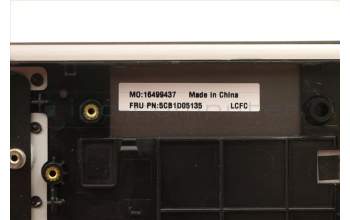 MO:16499437 Made in China
FRU PN:5CB1D05135 LCFC